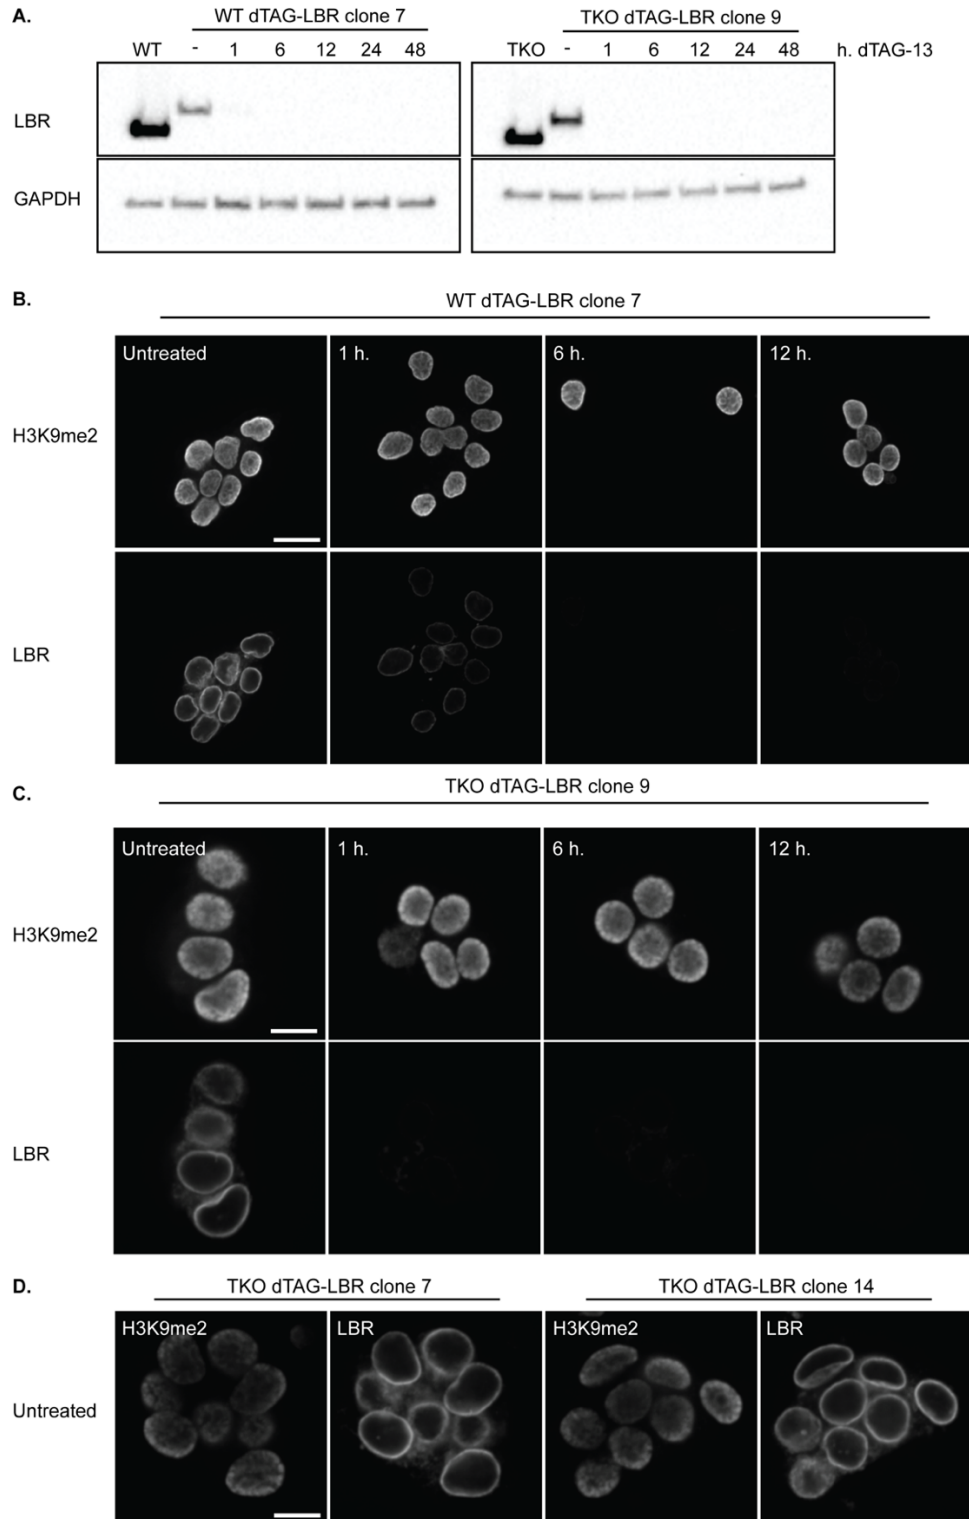 A.
WT dTAG-LBR clone 7 TKO dTAG-LBR clone 9
WT - 1 6 12 24 48 TKO - 1 6 12 24 48 h. dTAG-13
LBR
GAPDH
B.
WT dTAG-LBR clone 7
Untreated 1 h. 6 h. 12 h.
H3K9me2
LBR
C.
TKO dTAG-LBR clone 9
Untreated 1 h. 6 h. 12 h.
H3K9me2
LBR
D.
TKO dTAG-LBR clone 7 TKO dTAG-LBR clone 14
H3K9me2 LBR H3K9me2 LBR
Untreated